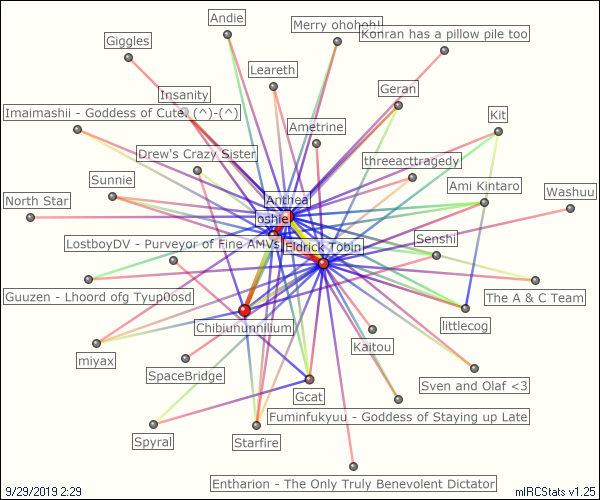 Andie
Merry ohohoh!
Giggles
Konran has a pillow pile too
Leareth
Geran
Insanity
Imaimashii - Goddess of Cute. (^)-(^)
Kit
Ametrine
Drew's Crazy Sister
threeacttragedy
Sunnie
Ami Kintaro
Washuu
North Star
Anthea
oshie
LostboyDV - Purveyor of Fine AMVs
Eldrick Tobin
Senshi
Guuzen - Lhoord ofg Tyup0osd
The A & C Team
Chibiununnilium
littlecog
miyax
Kaitou
SpaceBridge
Sven and Olaf <3
Gcat
Fuminfukyuu - Goddess of Staying up Late
Spyral
Starfire
Entharion - The Only Truly Benevolent Dictator
9/29/2019 2:29
mIRCStats v1.25